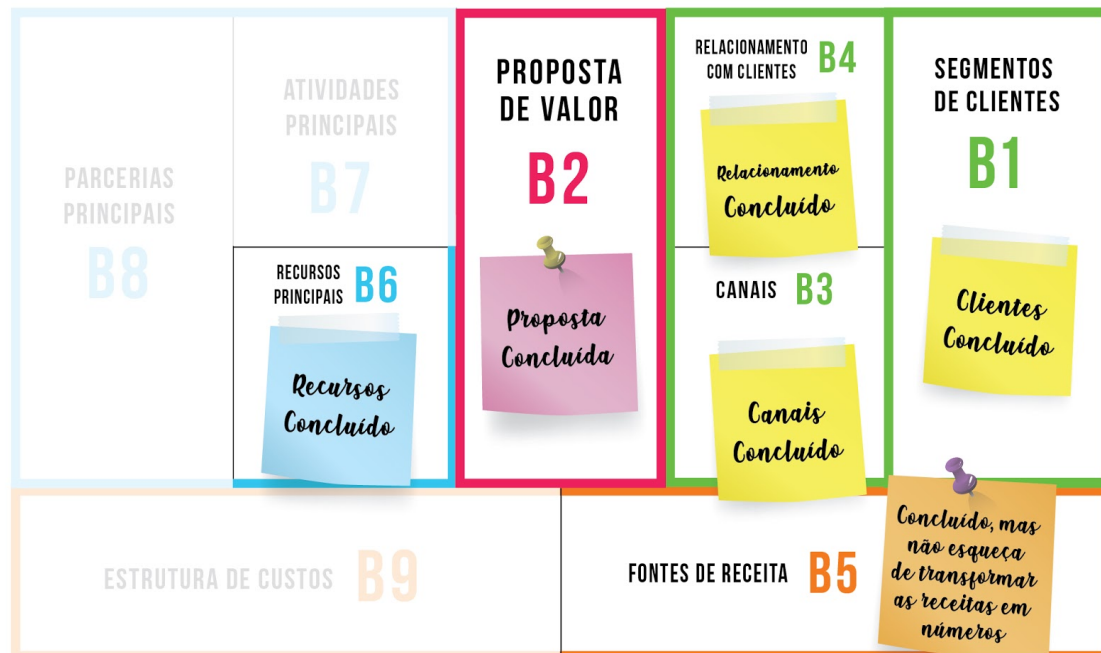 PARCERIAS
PRINCIPAIS
B8
ATIVIDADES
PRINCIPAIS
B7
RECURSOS
PRINCIPAIS B6
Recursos
Concluído
PROPOSTA
DE VALOR
B2
Proposta
Concluída
RELACIONAMENTO
COM CLIENTES B4
Relacionamento
Concluído
CANAIS B3
Canais
Concluído
SEGMENTOS
DE CLIENTES
B1
Clientes
Concluído
ESTRUTURA DE CUSTOS B9
FONTES DE RECEITA B5
Concluído, mas
não esqueça
de transformar
as receitas em
números